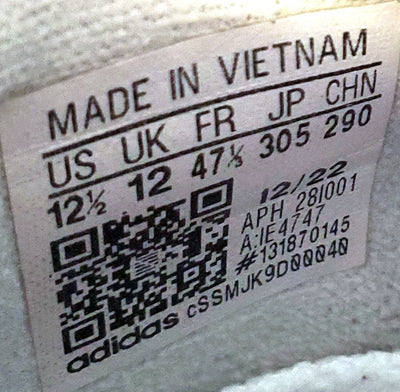 MADE IN VIETNAM
US UK FR JP CHN
12½ 12 47⅓ 305 290
12/22
APH 28I001
A:IE4747
#131870145
adidas cSSMJK9D00040